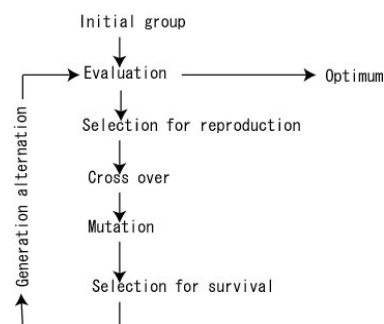 Initial group
Evaluation
Optimum
Selection for reproduction
Cross over
Mutation
Selection for survival
Generation alternation